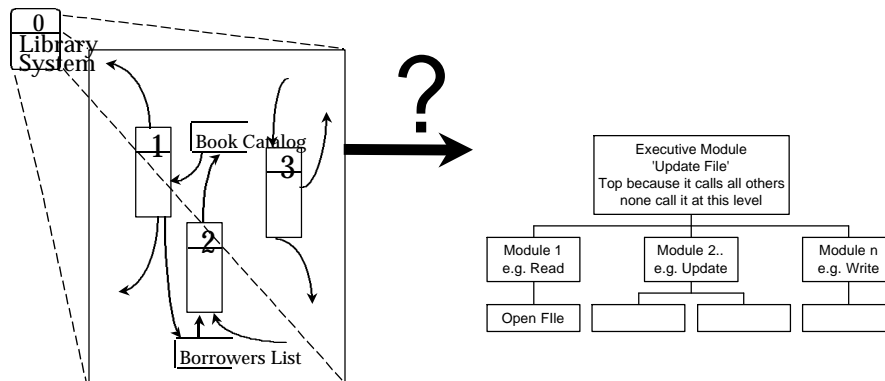 0
Library
System
?
1
Book Catalog
3
2
Borrowers List
Executive Module
'Update File'
Top because it calls all others
none call it at this level
Module 1
e.g. Read
Module 2..
e.g. Update
Module n
e.g. Write
Open FIle